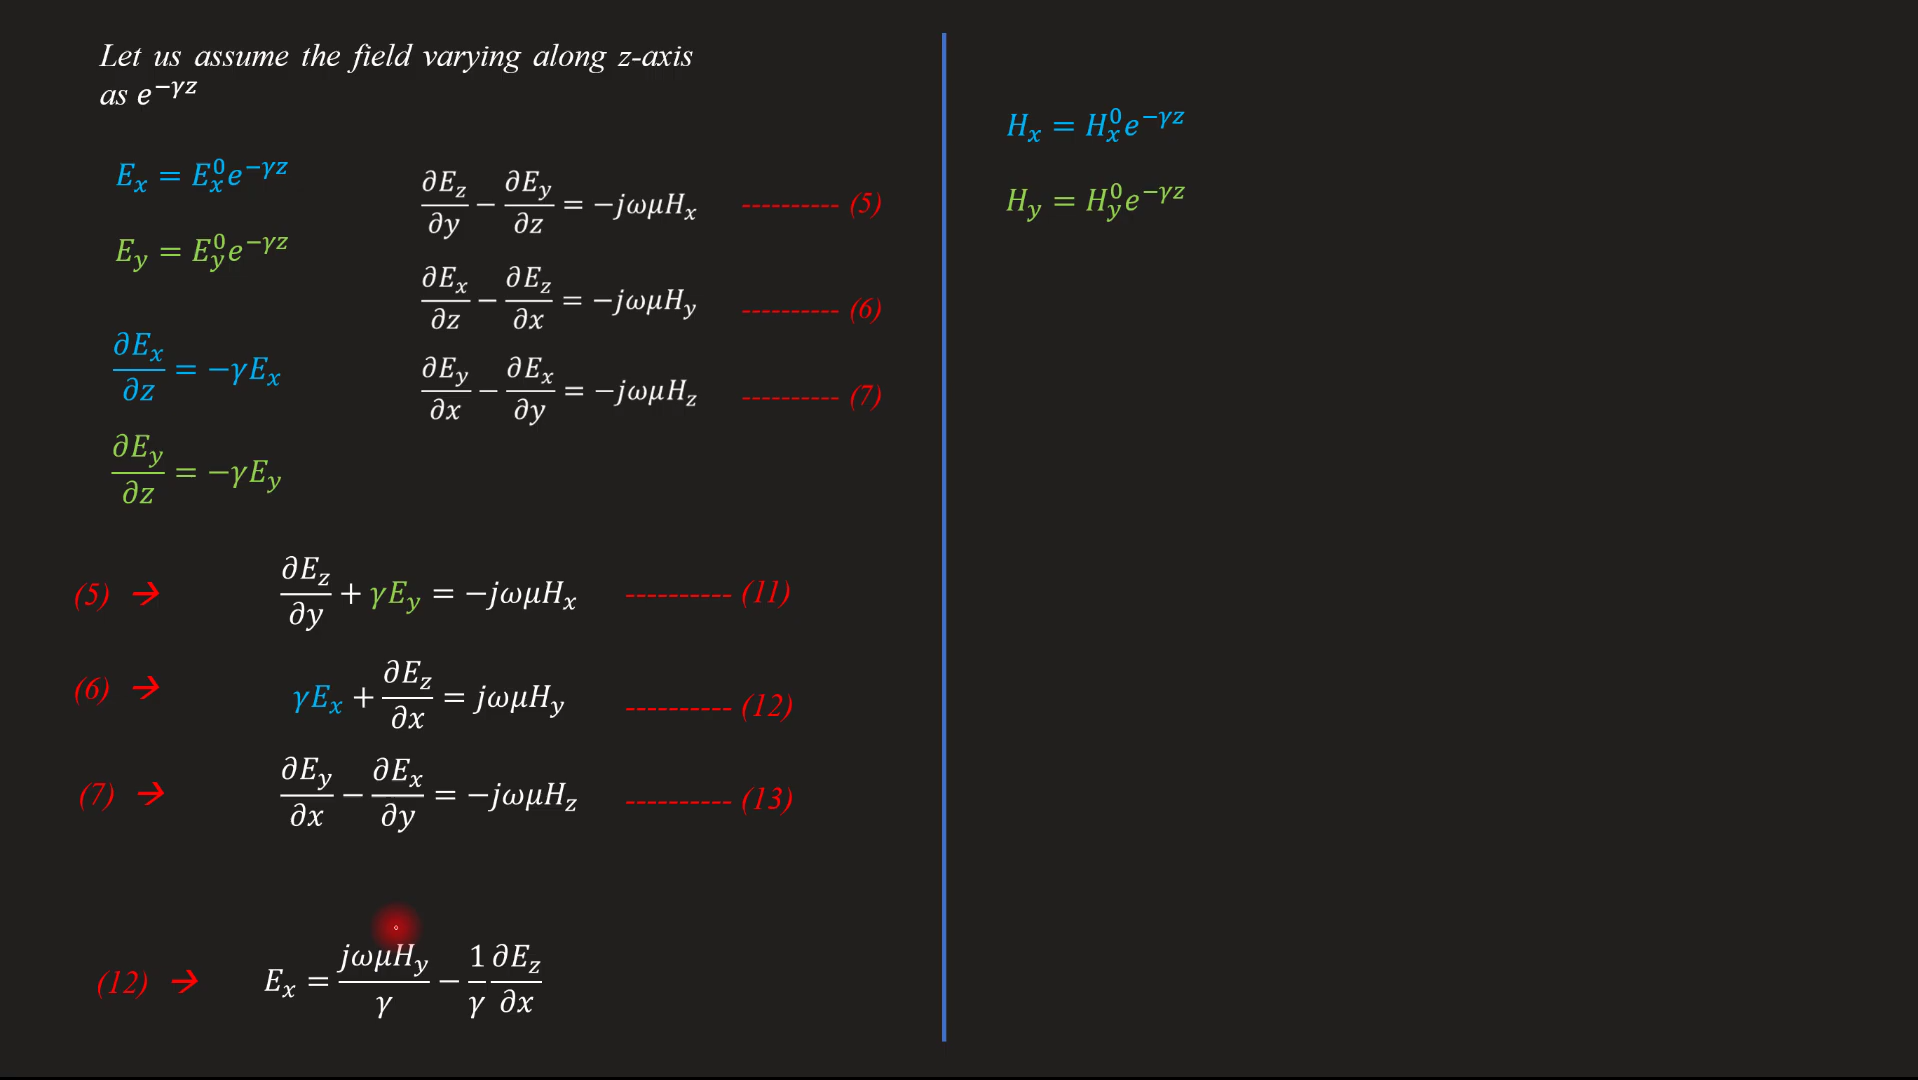 Let us assume the field varying along z-axis
as e^{−γz}
E_x = E_x^0 e^{−γz}
E_y = E_y^0 e^{−γz}
∂E_x/∂z = −γE_x
∂E_y/∂z = −γE_y
∂E_z/∂y − ∂E_y/∂z = −jωμH_x ---------- (5)
∂E_x/∂z − ∂E_z/∂x = −jωμH_y ---------- (6)
∂E_y/∂x − ∂E_x/∂y = −jωμH_z ---------- (7)
(5) → ∂E_z/∂y + γE_y = −jωμH_x ---------- (11)
(6) → γE_x + ∂E_z/∂x = jωμH_y ---------- (12)
(7) → ∂E_y/∂x − ∂E_x/∂y = −jωμH_z ---------- (13)
(12) → E_x = jωμH_y/γ − 1/γ ∂E_z/∂x
H_x = H_x^0 e^{−γz}
H_y = H_y^0 e^{−γz}